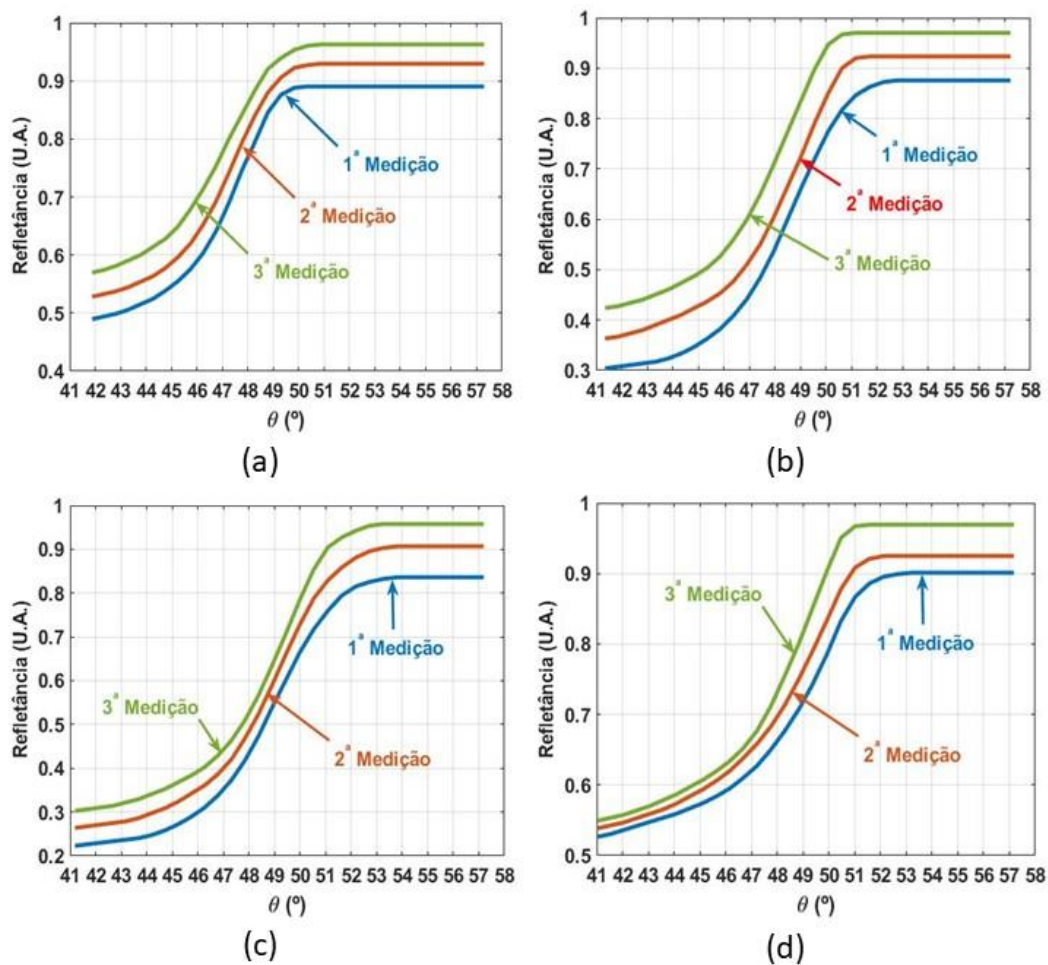 1
0.9
0.8
0.7
0.6
0.5
0.4
Refletância (U.A.)
1ª Medição
2ª Medição
3ª Medição
41 42 43 44 45 46 47 48 49 50 51 52 53 54 55 56 57 58
θ (º)
(a)
1
0.9
0.8
0.7
0.6
0.5
0.4
0.3
Refletância (U.A.)
1ª Medição
2ª Medição
3ª Medição
41 42 43 44 45 46 47 48 49 50 51 52 53 54 55 56 57 58
θ (º)
(b)
1
0.9
0.8
0.7
0.6
0.5
0.4
0.3
0.2
Refletância (U.A.)
1ª Medição
3ª Medição
2ª Medição
41 42 43 44 45 46 47 48 49 50 51 52 53 54 55 56 57 58
θ (º)
(c)
1
0.9
0.8
0.7
0.6
0.5
Refletância (U.A.)
3ª Medição
1ª Medição
2ª Medição
41 42 43 44 45 46 47 48 49 50 51 52 53 54 55 56 57 58
θ (º)
(d)